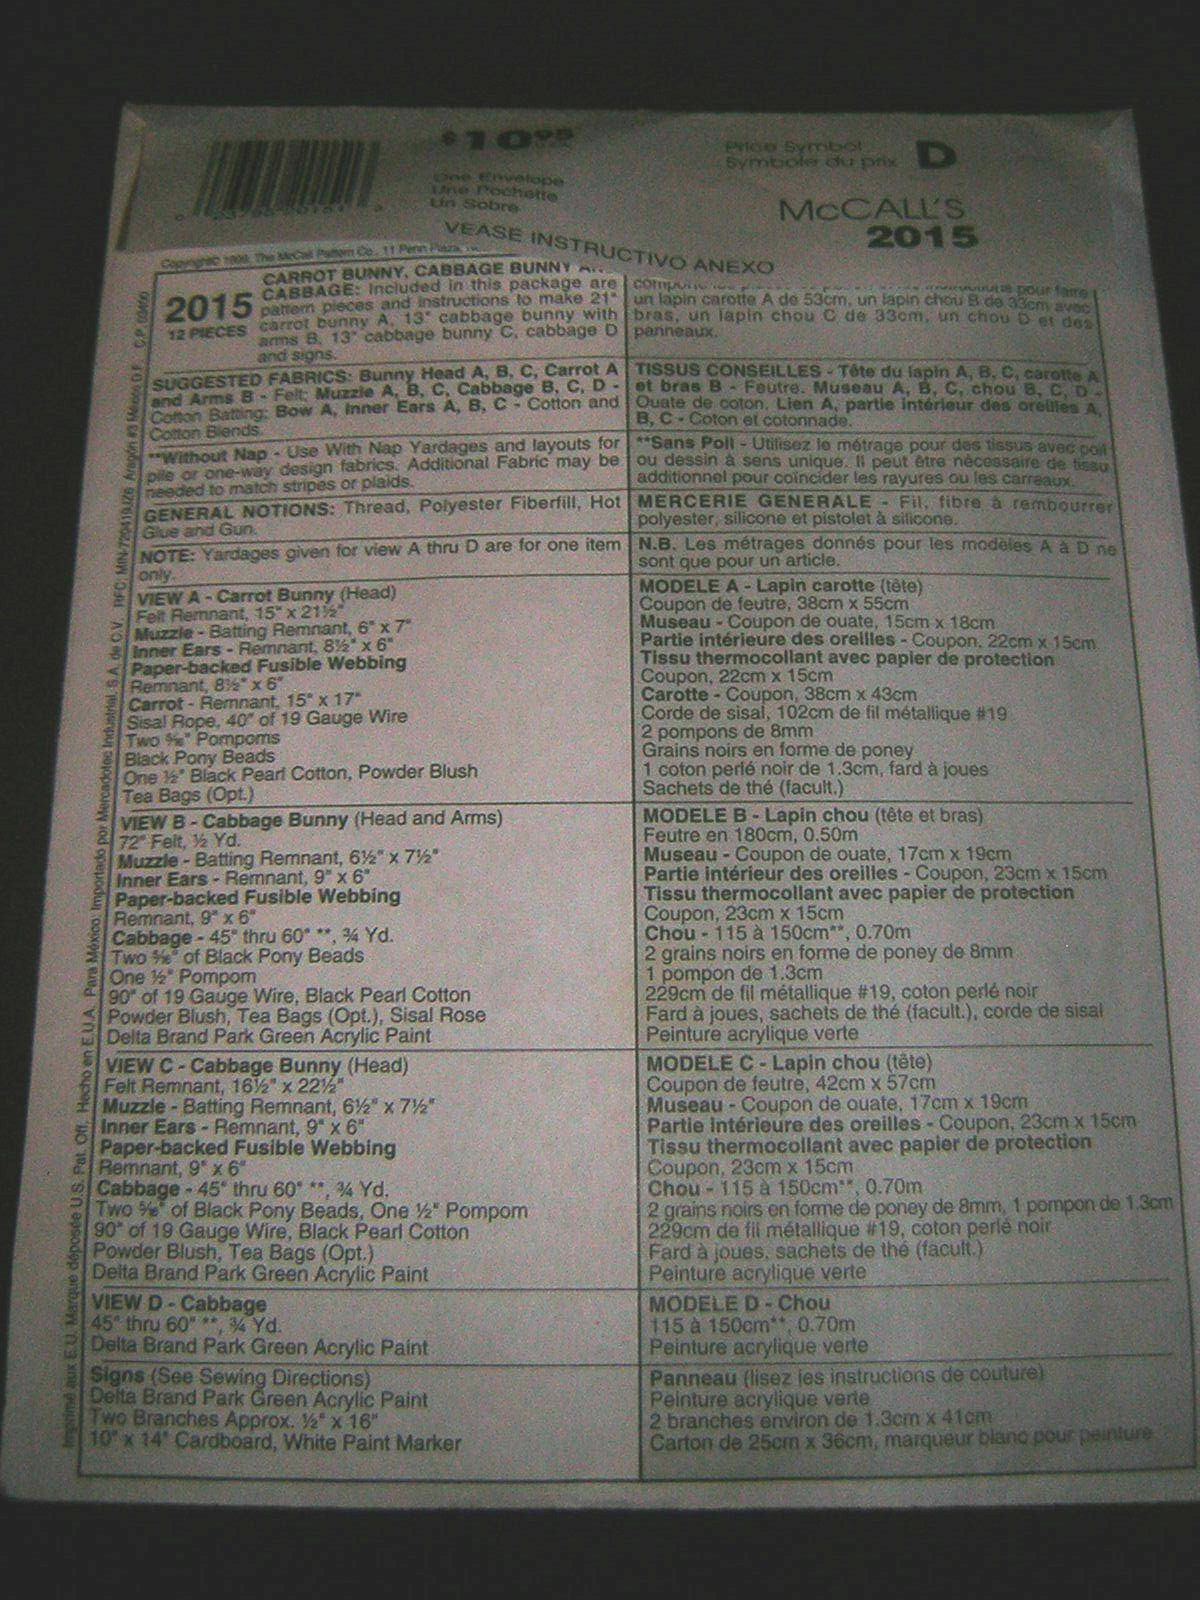 $10.95
One Envelope
Une Pochette
Un Sobre
Price Symbol
Symbole du prix D
McCALL'S
2015
VEASE INSTRUCTIVO ANEXO
Copyright© The McCall Pattern Co., 11 Penn Plaza,
2015
12 PIECES
CARROT BUNNY, CABBAGE BUNNY
CABBAGE: Included in this package are
pattern pieces and instructions to make 21"
carrot bunny A, 13" cabbage bunny with
arms B, 13" cabbage bunny C, cabbage D
and signs.
SUGGESTED FABRICS: Bunny Head A, B, C, Carrot A
and Arms B - Felt; Muzzle A, B, C, Cabbage B, C, D -
Cotton Batting; Bow A, Inner Ears A, B, C - Cotton and
Cotton Blends.
**Without Nap - Use With Nap Yardages and layouts for
pile or one-way design fabrics. Additional Fabric may be
needed to match stripes or plaids.
GENERAL NOTIONS: Thread, Polyester Fiberfill, Hot
Glue and Gun.
NOTE: Yardages given for view A thru D are for one item
only.
VIEW A - Carrot Bunny (Head)
Felt Remnant, 15" x 21½"
Muzzle - Batting Remnant, 6" x 7"
Inner Ears - Remnant, 8½" x 6"
Paper-backed Fusible Webbing
Remnant, 8½" x 6"
Carrot - Remnant, 15" x 17"
Sisal Rope, 40" of 19 Gauge Wire
Two 5/16" Pompoms
Black Pony Beads
One ½" Black Pearl Cotton, Powder Blush
Tea Bags (Opt.)
VIEW B - Cabbage Bunny (Head and Arms)
72" Felt, ½ Yd.
Muzzle - Batting Remnant, 6½" x 7½"
Inner Ears - Remnant, 9" x 6"
Paper-backed Fusible Webbing
Remnant, 9" x 6"
Cabbage - 45" thru 60" **, ¾ Yd.
Two 5/16" of Black Pony Beads
One ½" Pompom
90" of 19 Gauge Wire, Black Pearl Cotton
Powder Blush, Tea Bags (Opt.), Sisal Rose
Delta Brand Park Green Acrylic Paint
VIEW C - Cabbage Bunny (Head)
Felt Remnant, 16½" x 22½"
Muzzle - Batting Remnant, 6½" x 7½"
Inner Ears - Remnant, 9" x 6"
Paper-backed Fusible Webbing
Remnant, 9" x 6"
Cabbage - 45" thru 60" **, ¾ Yd.
Two 5/16" of Black Pony Beads, One ½" Pompom
90" of 19 Gauge Wire, Black Pearl Cotton
Powder Blush, Tea Bags (Opt.)
Delta Brand Park Green Acrylic Paint
VIEW D - Cabbage
45" thru 60" **, ¾ Yd.
Delta Brand Park Green Acrylic Paint
Signs (See Sewing Directions)
Delta Brand Park Green Acrylic Paint
Two Branches Approx. ½" x 16"
10" x 14" Cardboard, White Paint Marker
pour faire
un lapin carotte A de 53cm, un lapin chou B de 33cm avec
bras, un lapin chou C de 33cm, un chou D et des
panneaux.
TISSUS CONSEILLES - Tête du lapin A, B, C, carotte A
et bras B - Feutre. Museau A, B, C, chou B, C, D -
Ouate de coton. Lien A, partie intérieur des oreilles A,
B, C - Coton et cotonnade.
**Sans Poil - Utilisez le métrage pour des tissus avec poil
ou dessin à sens unique. Il peut être nécessaire de tissu
additionnel pour coïncider les rayures ou les carreaux.
MERCERIE GENERALE - Fil, fibre à rembourrer
polyester, silicone et pistolet à silicone.
N.B. Les métrages donnés pour les modèles A à D ne
sont que pour un article.
MODELE A - Lapin carotte (tête)
Coupon de feutre, 38cm x 55cm
Museau - Coupon de ouate, 15cm x 18cm
Partie intérieure des oreilles - Coupon, 22cm x 15cm
Tissu thermocollant avec papier de protection
Coupon, 22cm x 15cm
Carotte - Coupon, 38cm x 43cm
Corde de sisal, 102cm de fil métallique #19
2 pompons de 8mm
Grains noirs en forme de poney
1 coton perlé noir de 1.3cm, fard à joues
Sachets de thé (facult.)
MODELE B - Lapin chou (tête et bras)
Feutre en 180cm, 0.50m
Museau - Coupon de ouate, 17cm x 19cm
Partie intérieur des oreilles - Coupon, 23cm x 15cm
Tissu thermocollant avec papier de protection
Coupon, 23cm x 15cm
Chou - 115 à 150cm**, 0.70m
2 grains noirs en forme de poney de 8mm
1 pompon de 1.3cm
229cm de fil métallique #19, coton perlé noir
Fard à joues, sachets de thé (facult.), corde de sisal
Peinture acrylique verte
MODELE C - Lapin chou (tête)
Coupon de feutre, 42cm x 57cm
Museau - Coupon de ouate, 17cm x 19cm
Partie intérieure des oreilles - Coupon, 23cm x 15cm
Tissu thermocollant avec papier de protection
Coupon, 23cm x 15cm
Chou - 115 à 150cm**, 0.70m
2 grains noirs en forme de poney de 8mm, 1 pompon de 1.3cm
229cm de fil métallique #19, coton perlé noir
Fard à joues, sachets de thé (facult.)
Peinture acrylique verte
MODELE D - Chou
115 à 150cm**, 0.70m
Peinture acrylique verte
Panneau (lisez les instructions de couture)
Peinture acrylique verte
2 branches environ de 1.3cm x 41cm
Carton de 25cm x 36cm, marqueur blanc pour peinture
Imprimé aux E.U. Marque déposée U.S. Pat. Off. Hecho en E.U.A. Para México: Importado por Mercadotec Industrial, S.A. de C.V. RFC: Aragón #3 México D.F. C.P.